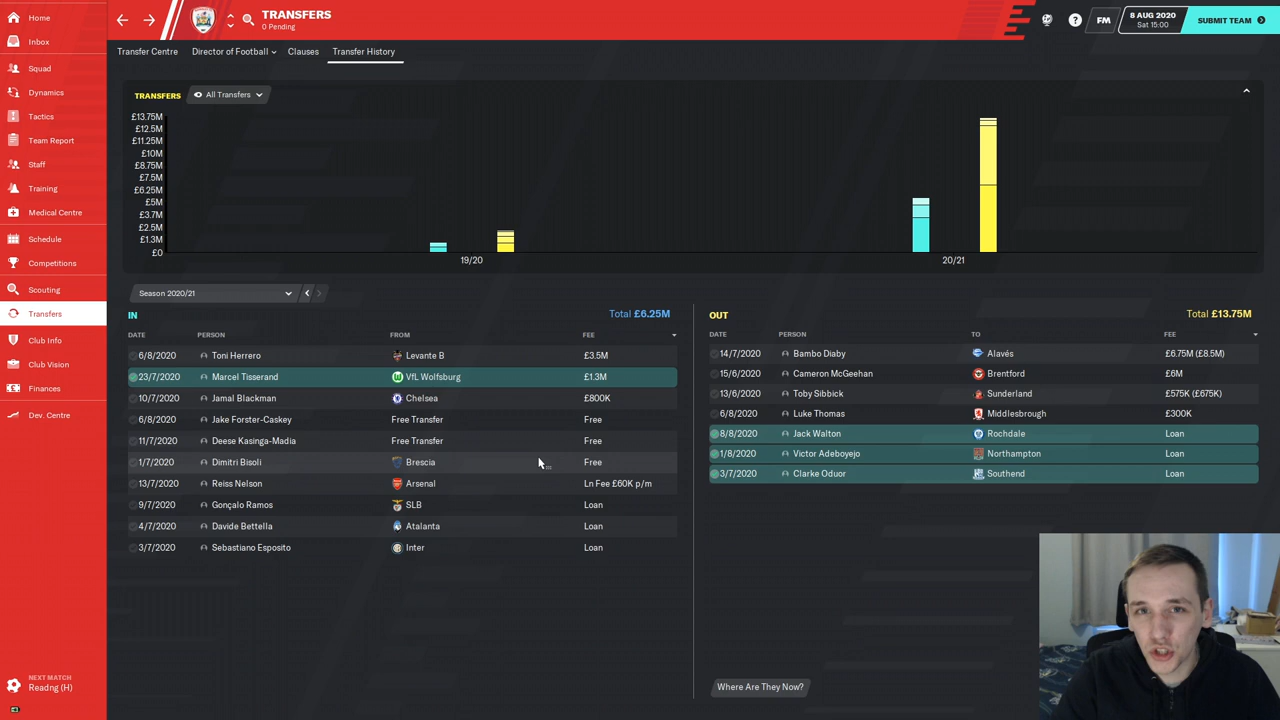 TRANSFERS
0 Pending
FM
8 AUG 2020
Sat 15:00
SUBMIT TEAM
Home
Inbox
Squad
Dynamics
Tactics
Team Report
Staff
Training
Medical Centre
Schedule
Competitions
Scouting
Transfers
Club Info
Club Vision
Finances
Dev. Centre
NEXT MATCH
Readng (H)
Transfer Centre Director of Football Clauses Transfer History
TRANSFERS All Transfers
£13.75M
£12.5M
£11.25M
£10M
£8.75M
£7.5M
£6.25M
£5M
£3.7M
£2.5M
£1.3M
£0
19/20 20/21
Season 2020/21
IN Total £6.25M
DATE PERSON FROM FEE
6/8/2020 Toni Herrero Levante B £3.5M
23/7/2020 Marcel Tisserand VfL Wolfsburg £1.3M
10/7/2020 Jamal Blackman Chelsea £800K
6/8/2020 Jake Forster-Caskey Free Transfer Free
11/7/2020 Deese Kasinga-Madia Free Transfer Free
1/7/2020 Dimitri Bisoli Brescia Free
13/7/2020 Reiss Nelson Arsenal Ln Fee £60K p/m
9/7/2020 Gonçalo Ramos SLB Loan
4/7/2020 Davide Bettella Atalanta Loan
3/7/2020 Sebastiano Esposito Inter Loan
OUT Total £13.75M
DATE PERSON TO FEE
14/7/2020 Bambo Diaby Alavés £6.75M (£8.5M)
15/6/2020 Cameron McGeehan Brentford £6M
13/6/2020 Toby Sibbick Sunderland £575K (£675K)
6/8/2020 Luke Thomas Middlesbrough £300K
8/8/2020 Jack Walton Rochdale Loan
1/8/2020 Victor Adeboyejo Northampton Loan
3/7/2020 Clarke Oduor Southend Loan
Where Are They Now?